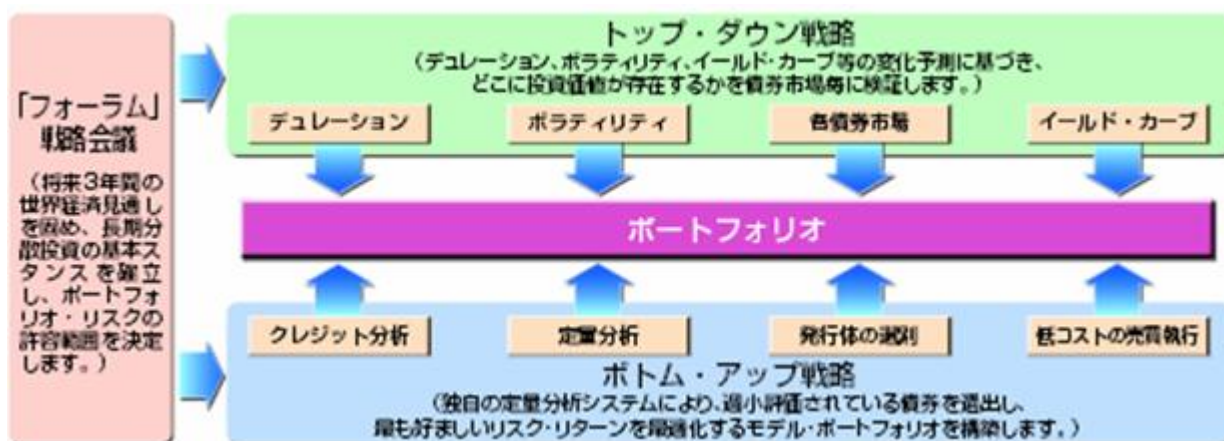 「フォーラム」
戦略会議
(将来3年間の
世界経済見通し
を固め、長期分
散投資の基本ス
タンスを確立
し、ポートフォ
リオ・リスクの
許容範囲を決定
します。)
トップ・ダウン戦略
(デュレーション、ボラティリティ、イールド・カーブ等の変化予測に基づき、
どこに投資価値が存在するかを債券市場毎に検証します。)
デュレーション
ボラティリティ
各債券市場
イールド・カーブ
ポートフォリオ
クレジット分析
定量分析
発行体の選別
低コストの売買執行
ボトム・アップ戦略
(独自の定量分析システムにより、過小評価されている債券を選出し、
最も好ましいリスク・リターンを最適化するモデル・ポートフォリオを構築します。)